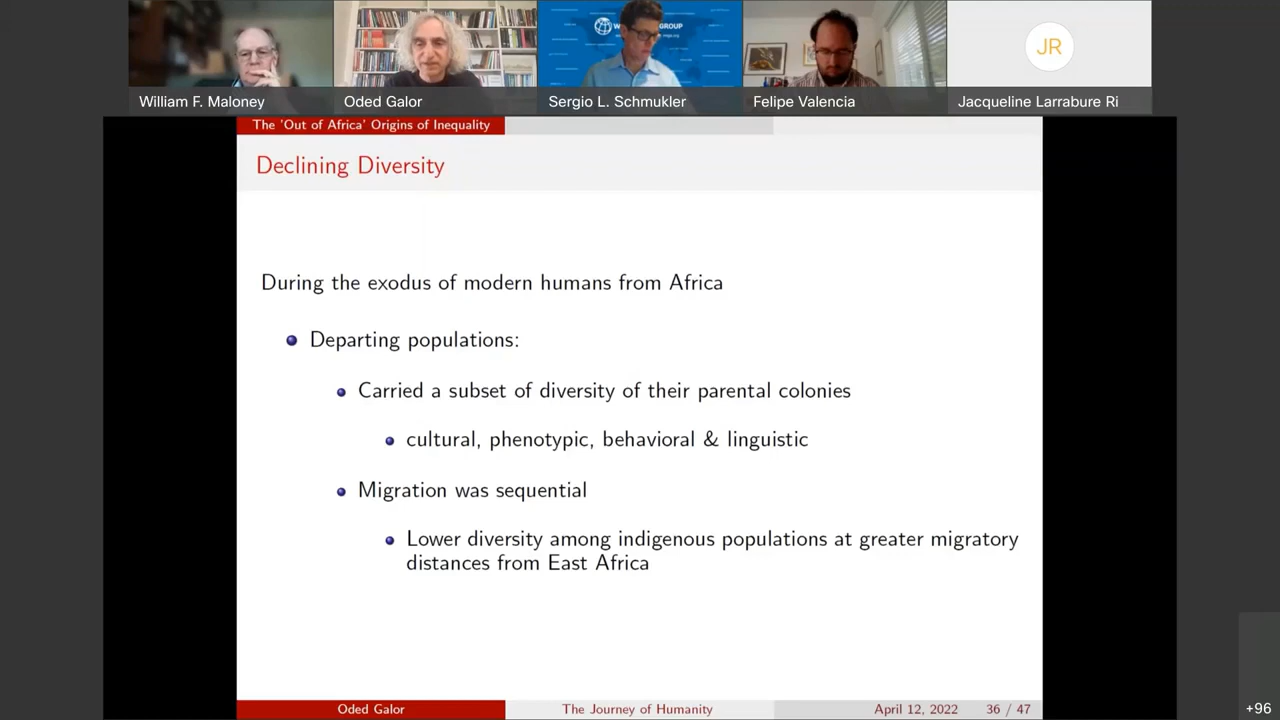 GROUP
William F. Maloney
Oded Galor
Sergio L. Schmukler
Felipe Valencia
JR
Jacqueline Larrabure Ri
The 'Out of Africa' Origins of Inequality
Declining Diversity
During the exodus of modern humans from Africa
Departing populations:
Carried a subset of diversity of their parental colonies
cultural, phenotypic, behavioral & linguistic
Migration was sequential
Lower diversity among indigenous populations at greater migratory
distances from East Africa
Oded Galor
The Journey of Humanity
April 12, 2022
36 / 47
+96